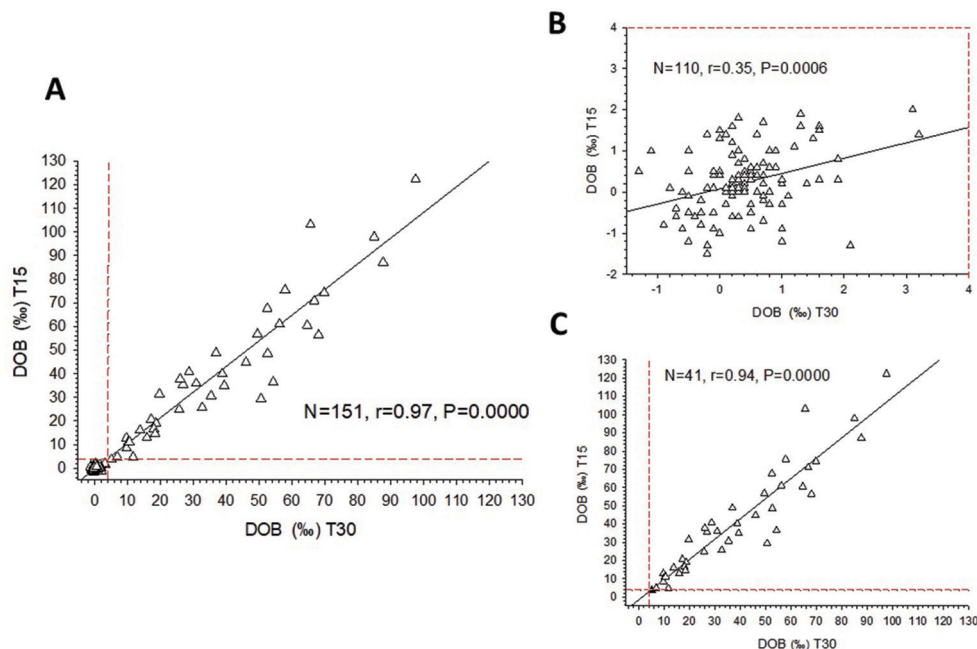 A
DOB (‰) T15
130
120
110
100
90
80
70
60
50
40
30
20
10
0
N=151, r=0.97, P=0.0000
0 10 20 30 40 50 60 70 80 90 100 110 120 130
DOB (‰) T30
B
DOB (‰) T15
4
3
2
1
0
-1
-2
N=110, r=0.35, P=0.0006
-1 0 1 2 3 4
DOB (‰) T30
C
DOB (‰) T15
130
120
110
100
90
80
70
60
50
40
30
20
10
0
N=41, r=0.94, P=0.0000
0 10 20 30 40 50 60 70 80 90 100 110 120 130
DOB (‰) T30